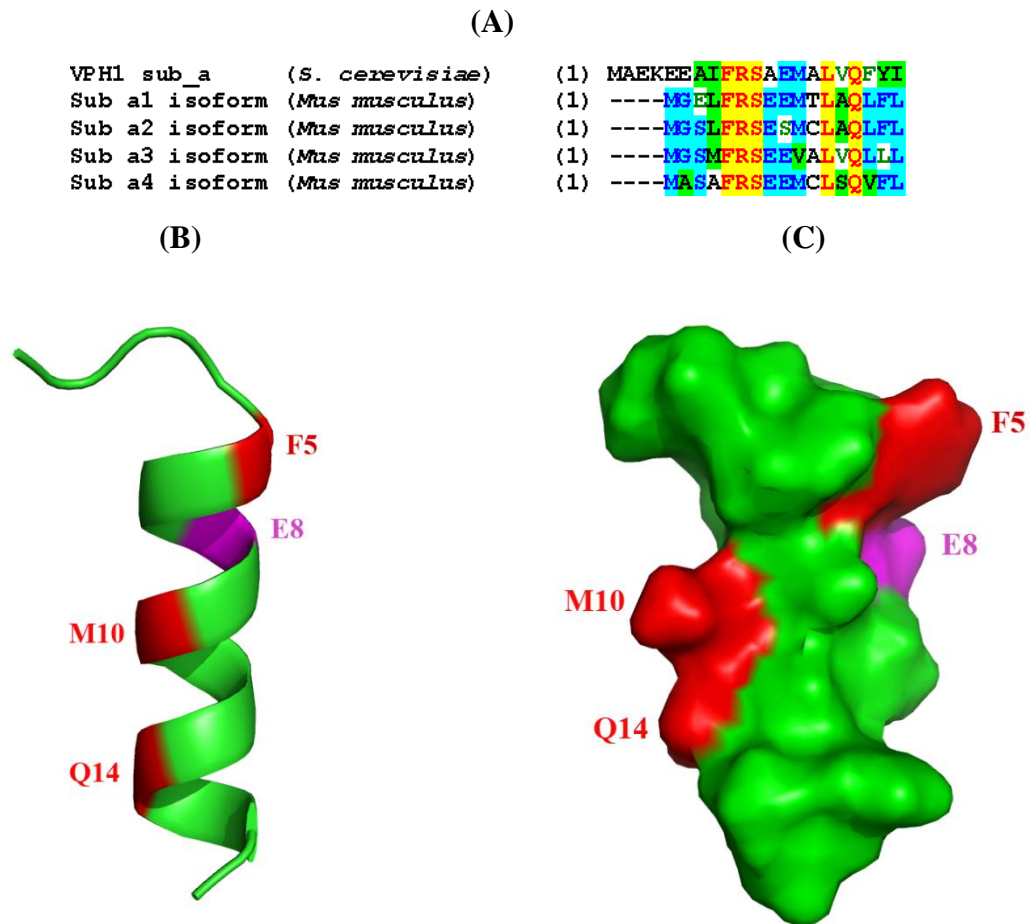 (A)
VPH1 sub_a (S. cerevisiae) (1) MAEKEEAIFRSAEMALVQFYI
Sub a1 isoform (Mus musculus) (1) ----MGELFRSEEMTLAQLFL
Sub a2 isoform (Mus musculus) (1) ----MGSLFRSESMCLAQLFL
Sub a3 isoform (Mus musculus) (1) ----MGSMFRSEEVALVQLLL
Sub a4 isoform (Mus musculus) (1) ----MASAFRSEEMCLSQVFL
(B) (C)
F5
E8
M10
Q14
F5
E8
M10
Q14